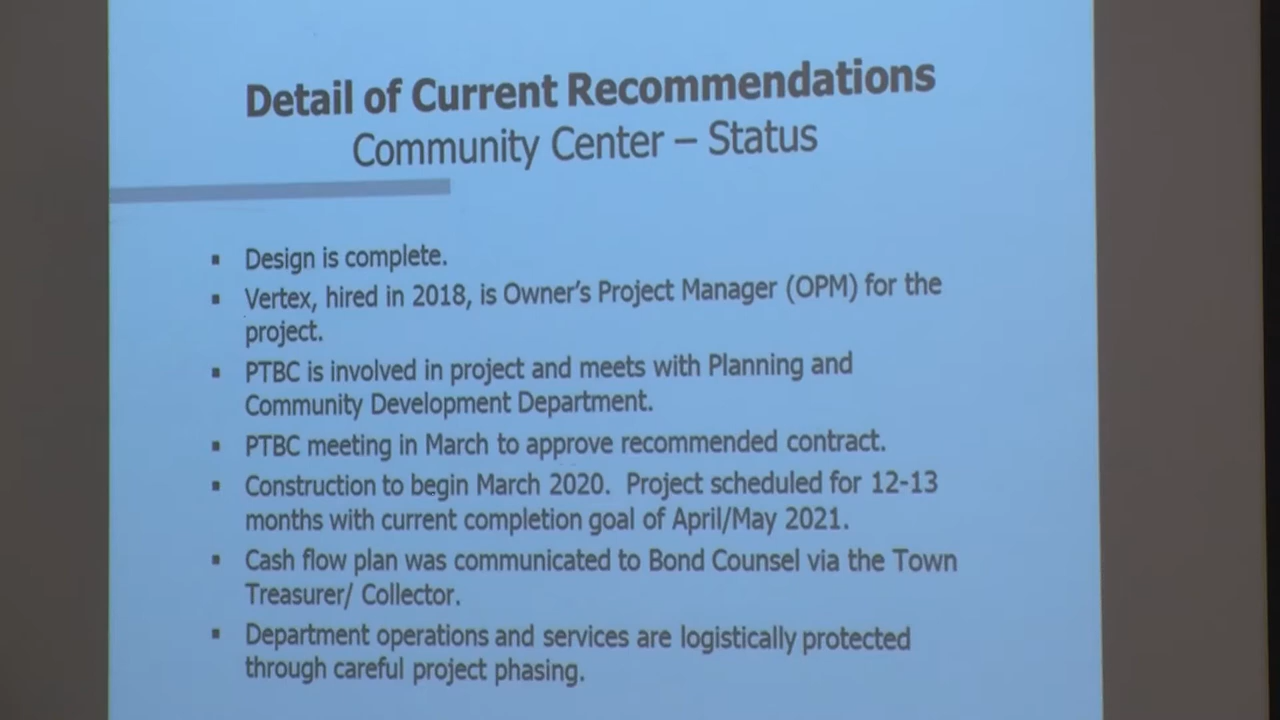 Detail of Current Recommendations
Community Center – Status
▪ Design is complete.
▪ Vertex, hired in 2018, is Owner's Project Manager (OPM) for the
project.
▪ PTBC is involved in project and meets with Planning and
Community Development Department.
▪ PTBC meeting in March to approve recommended contract.
▪ Construction to begin March 2020. Project scheduled for 12-13
months with current completion goal of April/May 2021.
▪ Cash flow plan was communicated to Bond Counsel via the Town
Treasurer/ Collector.
▪ Department operations and services are logistically protected
through careful project phasing.